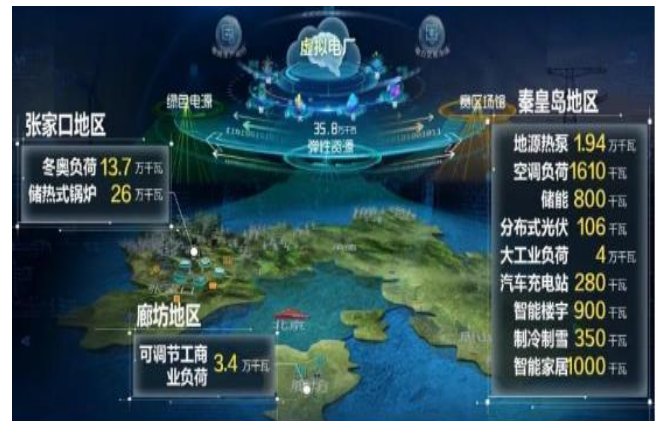 虚拟电厂
绿色电源
赛区场馆
35.8万千瓦
弹性资源
张家口地区
冬奥负荷 13.7 万千瓦
储热式锅炉 26 万千瓦
秦皇岛地区
地源热泵 1.94 万千瓦
空调负荷 1610 千瓦
储能 800 千瓦
分布式光伏 106 千瓦
大工业负荷 4 万千瓦
汽车充电站 280 千瓦
智能楼宇 900 千瓦
制冷制雪 350 千瓦
智能家居 1000 千瓦
北京
廊坊地区
可调节工商
业负荷 3.4 万千瓦